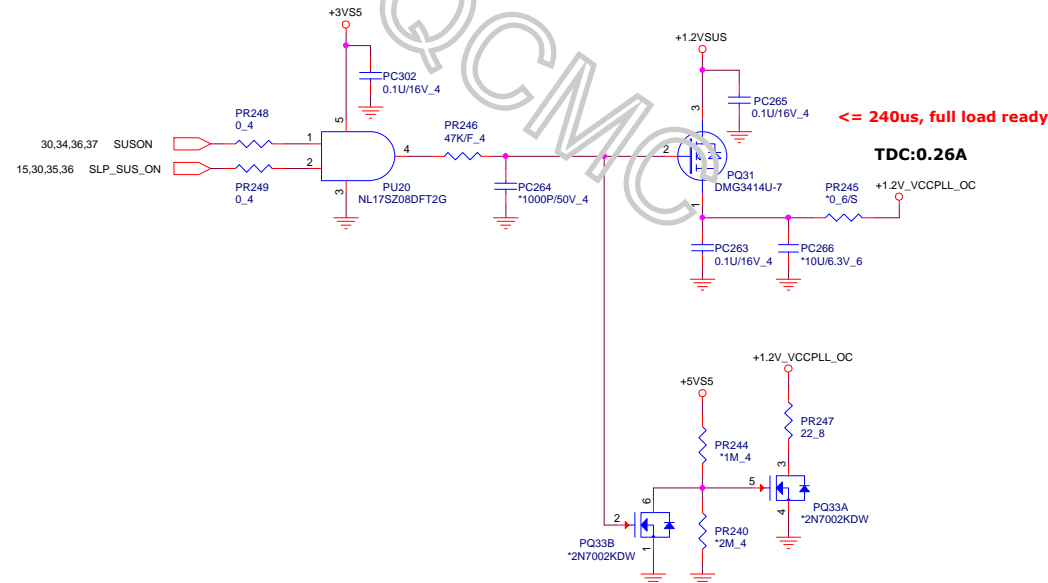 +3VS5
+1.2VSUS
PC302
0.1U/16V_4
PC265
0.1U/16V_4
<= 240us, full load ready
TDC:0.26A
PR248
0_4
30,34,36,37 SUSON
1
5
4
PR246
47K/F_4
3
2
PQ31
DMG3414U-7
15,30,35,36 SLP_SUS_ON
2
PR249
0_4
3
PU20
NL17SZ08DFT2G
PC264
*1000P/50V_4
1
PR245
*0_6/S
+1.2V_VCCPLL_OC
PC263
0.1U/16V_4
PC266
*10U/6.3V_6
QCMC
+1.2V_VCCPLL_OC
+5VS5
PR247
22_8
PR244
*1M_4
3
5
4
PQ33A
*2N7002KDW
6
2
1
PQ33B
*2N7002KDW
PR240
*2M_4